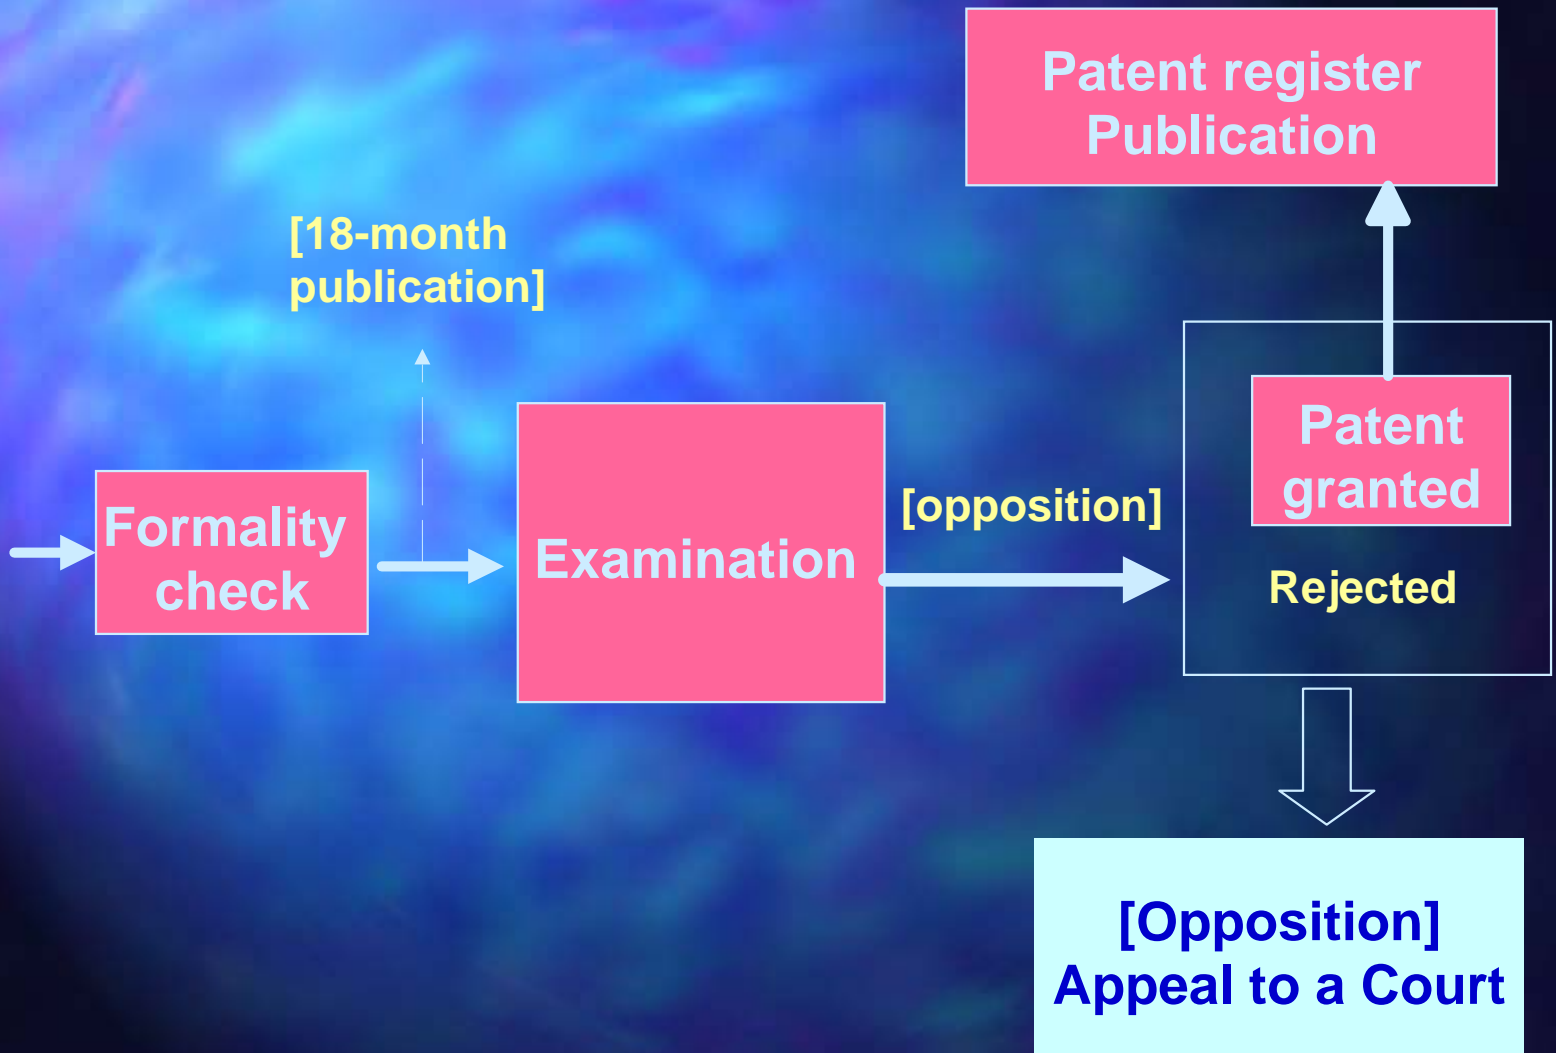 Patent register
Publication
[18-month
publication]
Formality
check
Examination
[opposition]
Patent
granted
Rejected
[Opposition]
Appeal to a Court